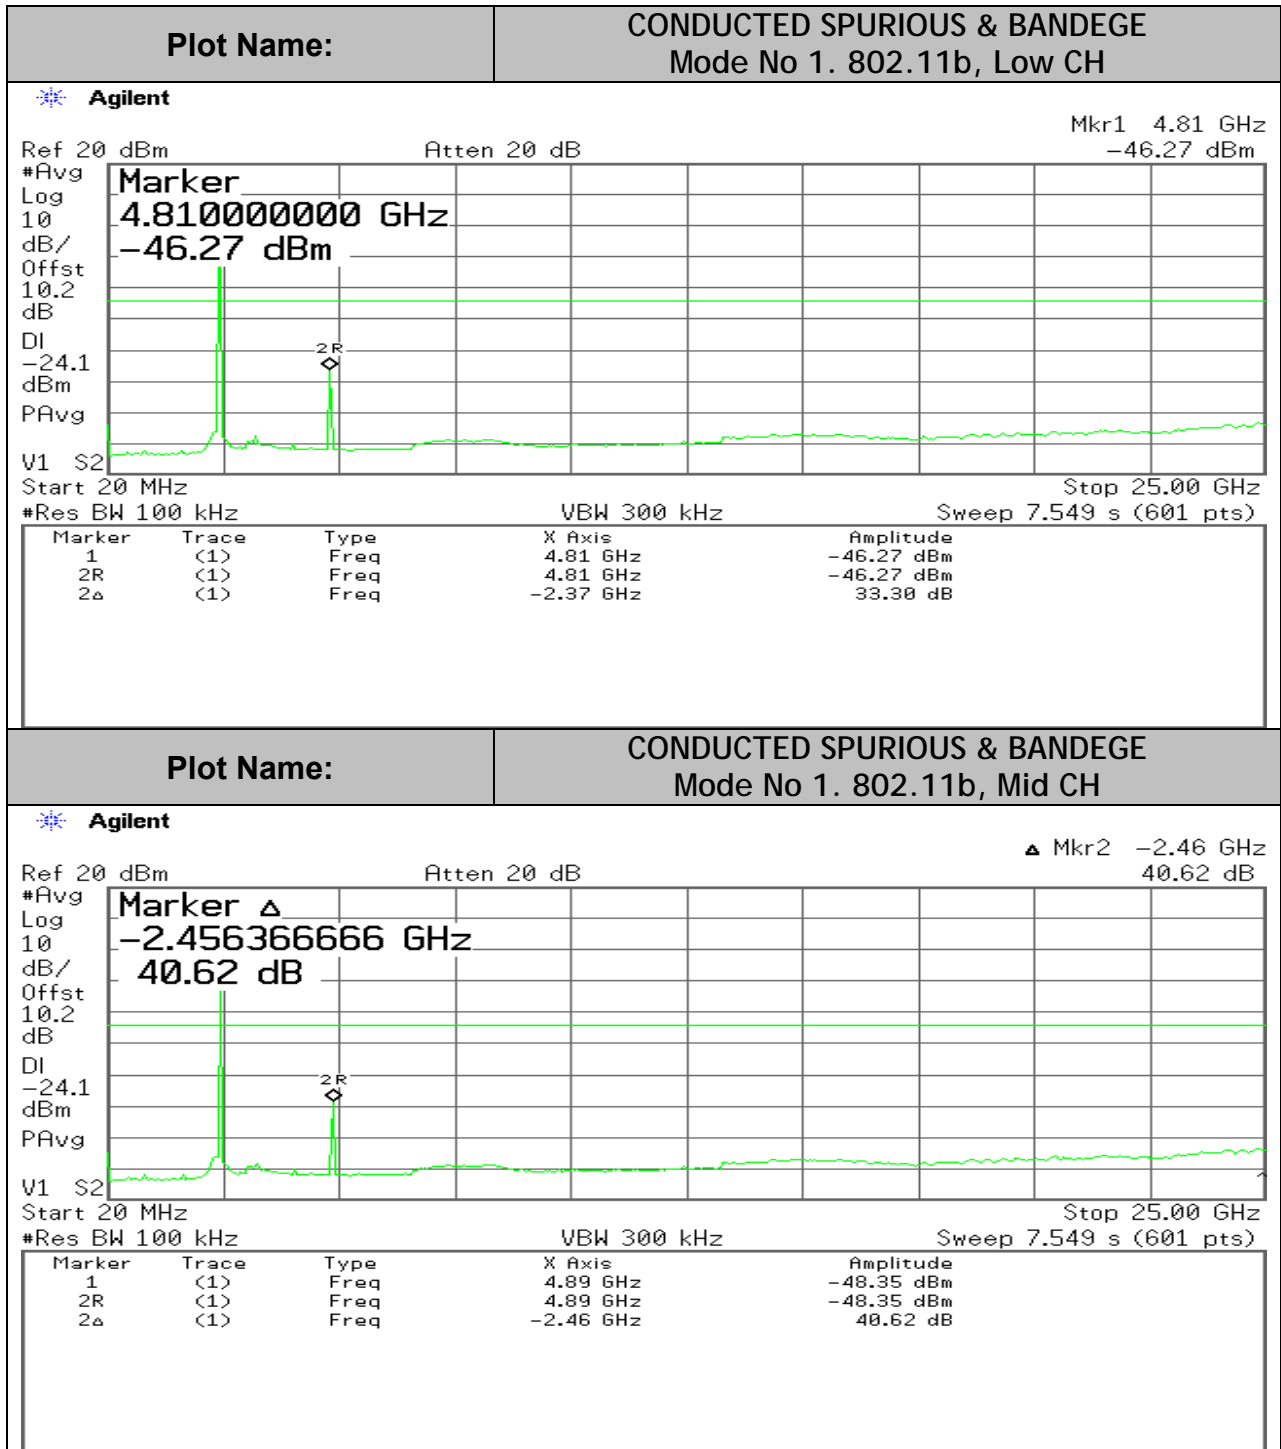 Plot Name:
CONDUCTED SPURIOUS & BANDEGE
Mode No 1. 802.11b, Low CH
Agilent
Mkr1 4.81 GHz
Ref 20 dBm Atten 20 dB -46.27 dBm
#Avg
Log
10
dB/
Offst
10.2
dB
DI
-24.1
dBm
PAvg
V1 S2
Marker
4.810000000 GHz
-46.27 dBm
2R
Start 20 MHz Stop 25.00 GHz
#Res BW 100 kHz VBW 300 kHz Sweep 7.549 s (601 pts)
Marker Trace Type X Axis Amplitude
1 (1) Freq 4.81 GHz -46.27 dBm
2R (1) Freq 4.81 GHz -46.27 dBm
2Δ (1) Freq -2.37 GHz 33.30 dB
Plot Name:
CONDUCTED SPURIOUS & BANDEGE
Mode No 1. 802.11b, Mid CH
Agilent
Δ Mkr2 -2.46 GHz
Ref 20 dBm Atten 20 dB 40.62 dB
#Avg
Log
10
dB/
Offst
10.2
dB
DI
-24.1
dBm
PAvg
V1 S2
Marker Δ
-2.456366666 GHz
40.62 dB
2R
Start 20 MHz Stop 25.00 GHz
#Res BW 100 kHz VBW 300 kHz Sweep 7.549 s (601 pts)
Marker Trace Type X Axis Amplitude
1 (1) Freq 4.89 GHz -48.35 dBm
2R (1) Freq 4.89 GHz -48.35 dBm
2Δ (1) Freq -2.46 GHz 40.62 dB